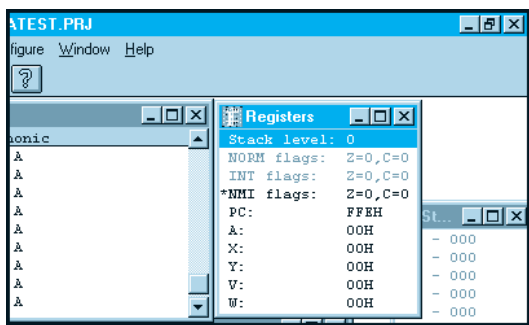 ATEST.PRJ
figure Window Help
?
Registers
monic
Stack level: 0
NORM flags: Z=0,C=0
INT flags: Z=0,C=0
*NMI flags: Z=0,C=0
PC: FFEH
A: 00H
X: 00H
Y: 00H
V: 00H
W: 00H
A
A
A
A
A
A
A
A
A
St...
- 000
- 000
- 000
- 000
- 000